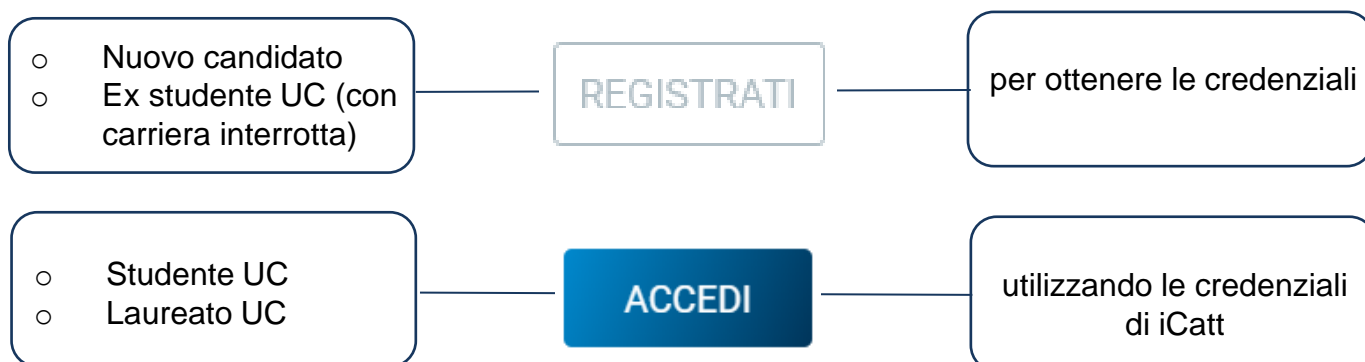 o Nuovo candidato
o Ex studente UC (con
carriera interrotta)
REGISTRATI
per ottenere le credenziali
o Studente UC
o Laureato UC
ACCEDI
utilizzando le credenziali
di iCatt